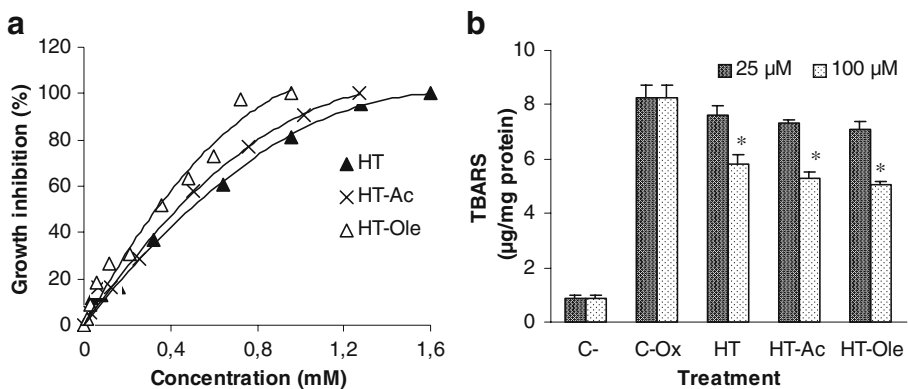 a
Growth inhibition (%)
120
100
80
60
40
20
0
HT
HT-Ac
HT-Ole
0 0,4 0,8 1,2 1,6
Concentration (mM)
b
TBARS
(µg/mg protein)
10
8
6
4
2
0
25 µM 100 µM
* * *
C- C-Ox HT HT-Ac HT-Ole
Treatment